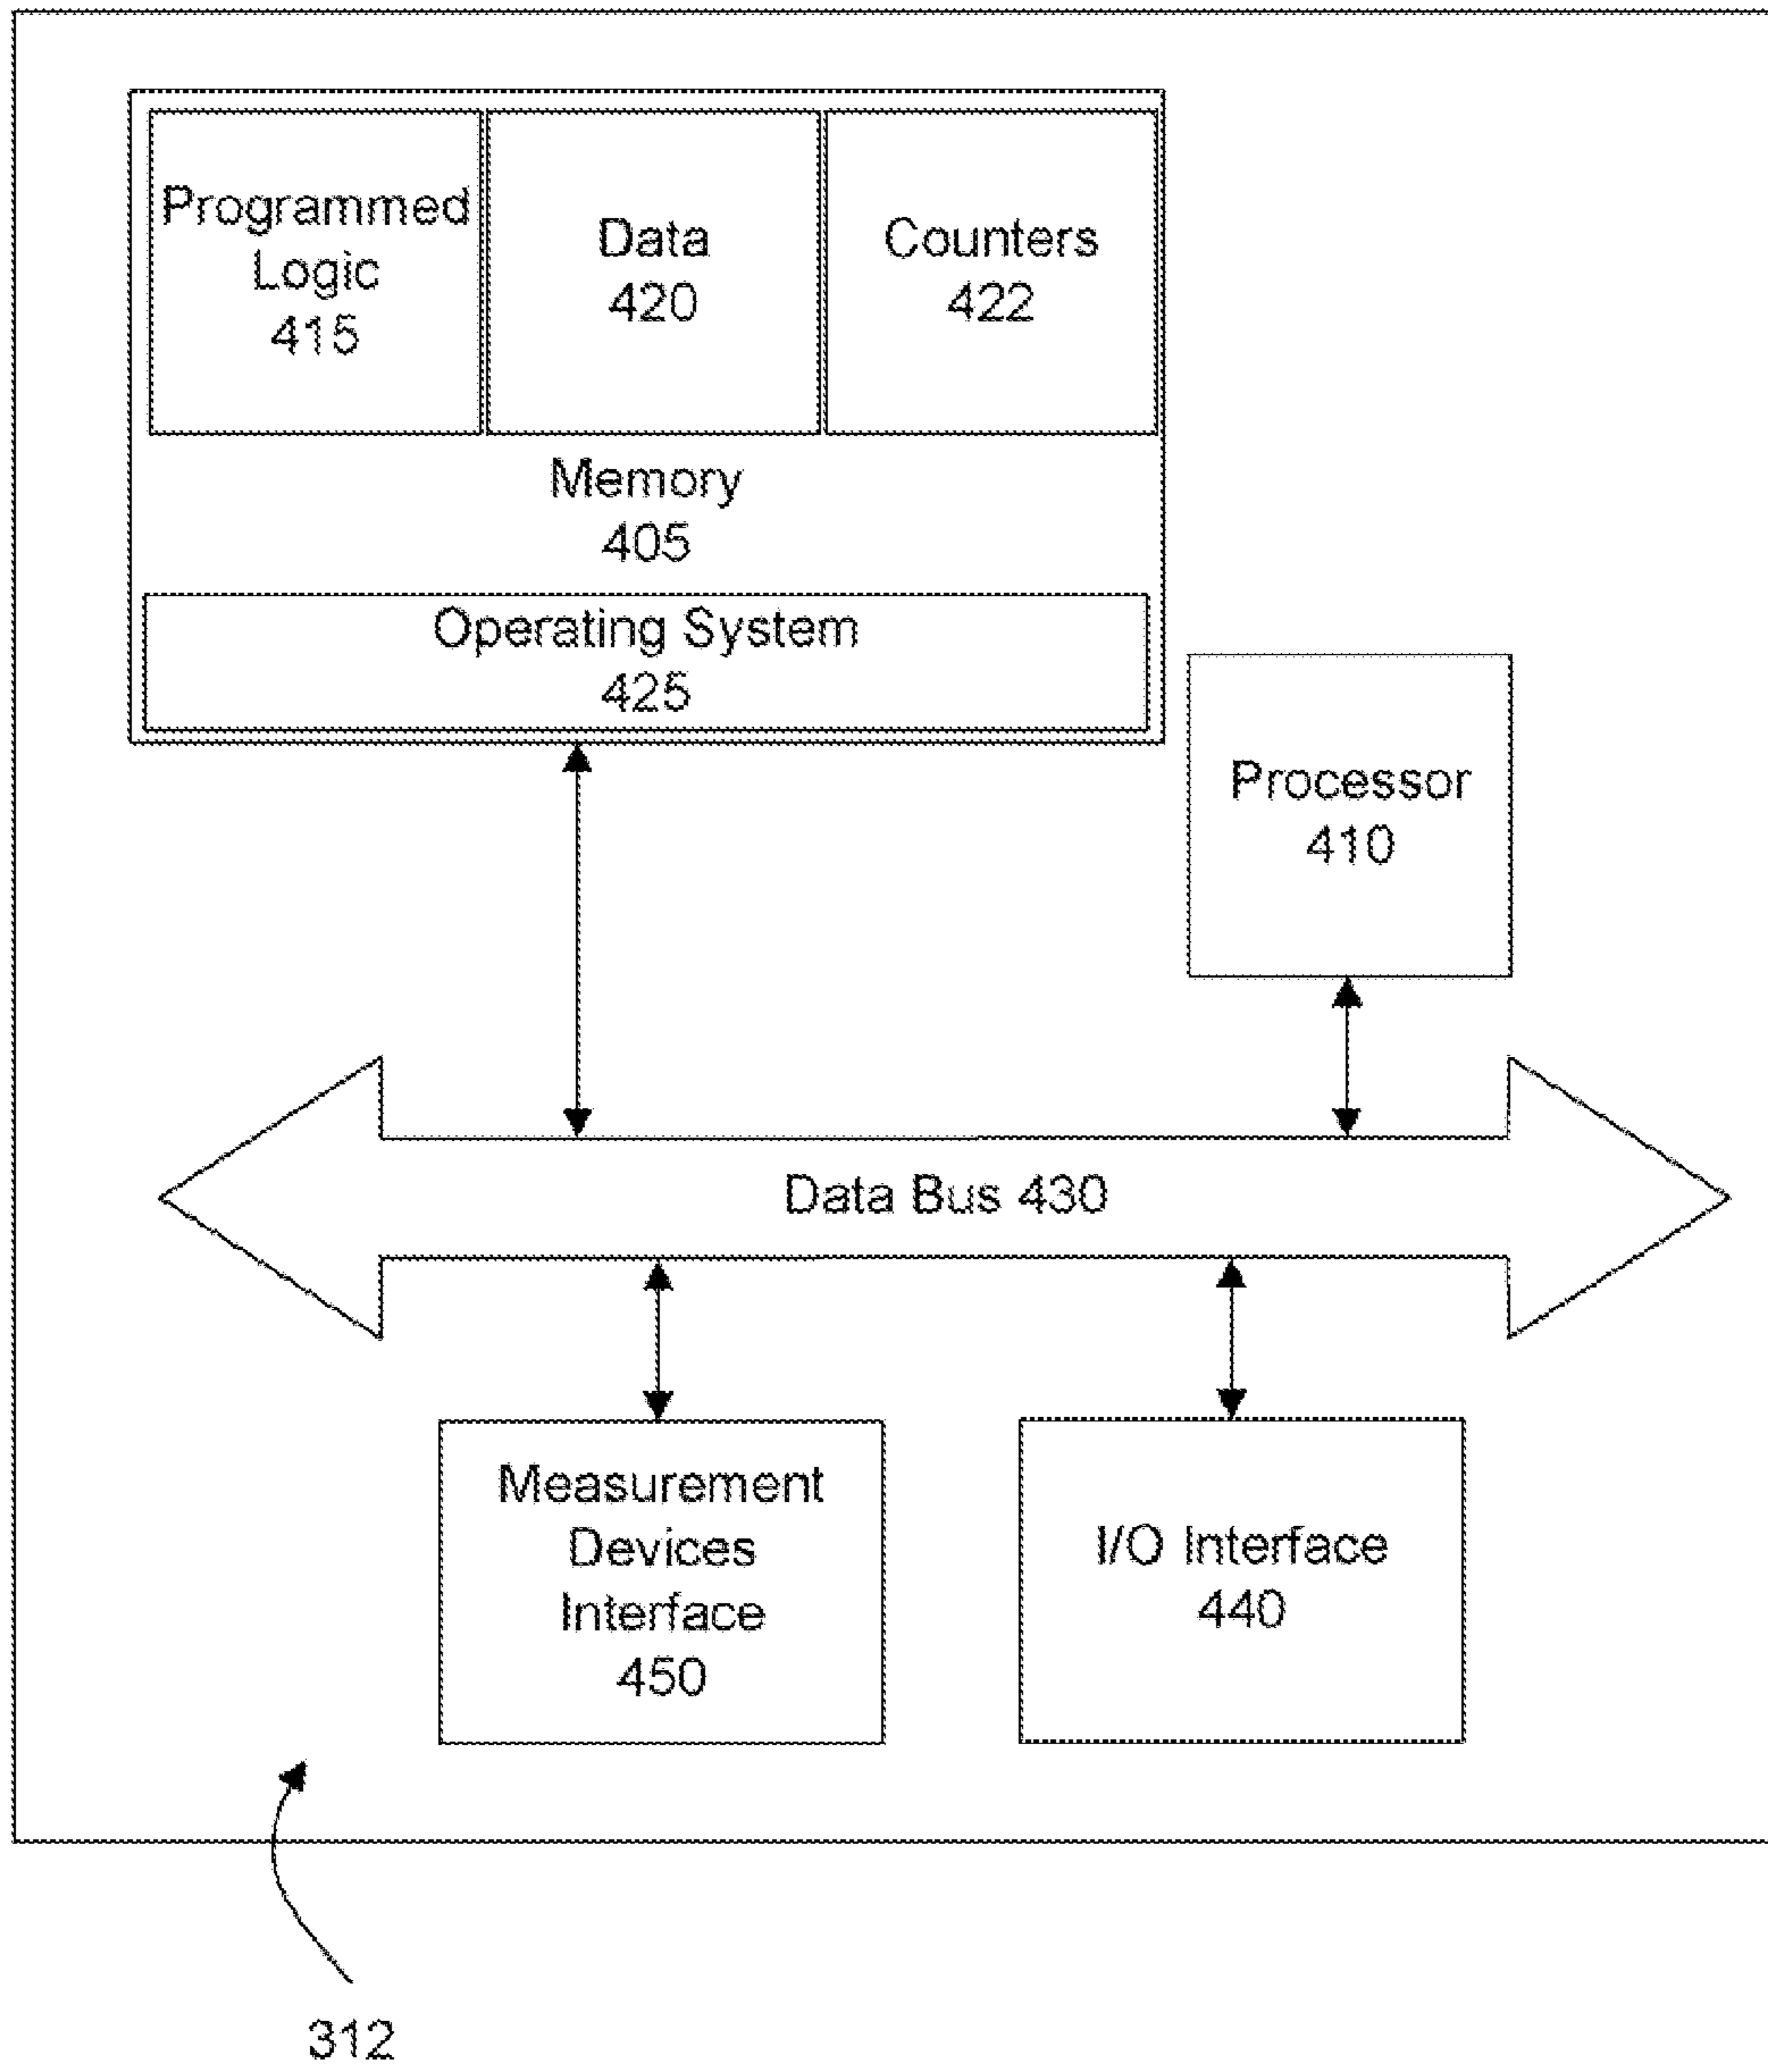 Programmed
Logic
415
Data
420
Counters
422
Memory
405
Operating System
425
Processor
410
Data Bus 430
Measurement
Devices
Interface
450
I/O Interface
440
312